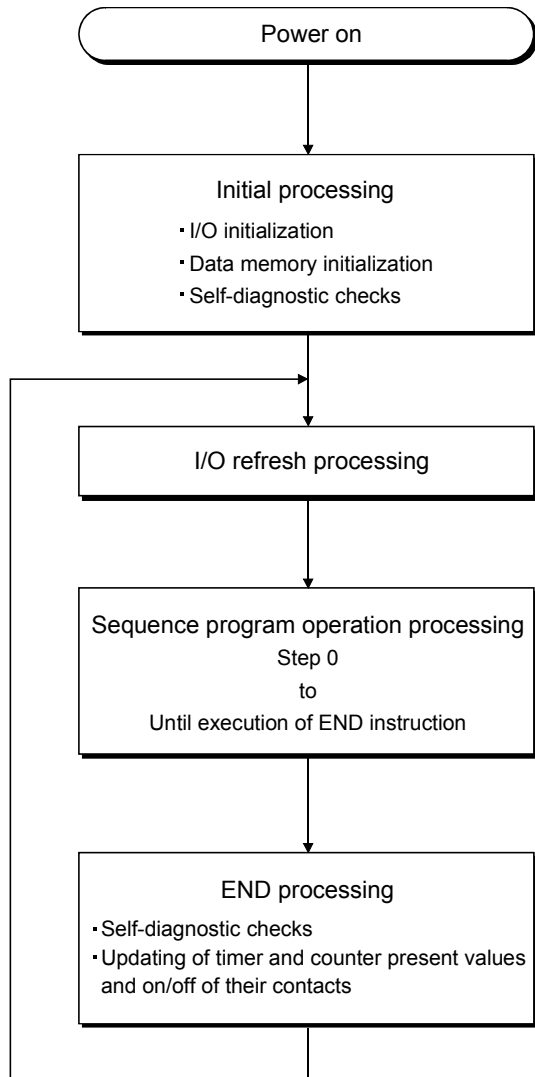 Power on
Initial processing
･I/O initialization
･Data memory initialization
･Self-diagnostic checks
I/O refresh processing
Sequence program operation processing
Step 0
to
Until execution of END instruction
END processing
･Self-diagnostic checks
･Updating of timer and counter present values
and on/off of their contacts